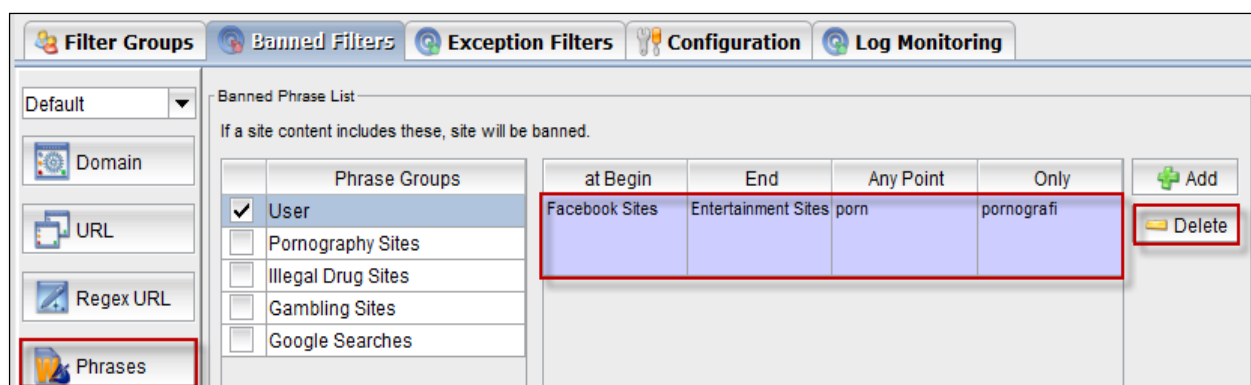 Filter Groups Banned Filters Exception Filters Configuration Log Monitoring
Default
Domain
URL
Regex URL
Phrases
Banned Phrase List
If a site content includes these, site will be banned.
Phrase Groups
User
Pornography Sites
Illegal Drug Sites
Gambling Sites
Google Searches
at Begin End Any Point Only
Facebook Sites Entertainment Sites porn pornografi
Add
Delete